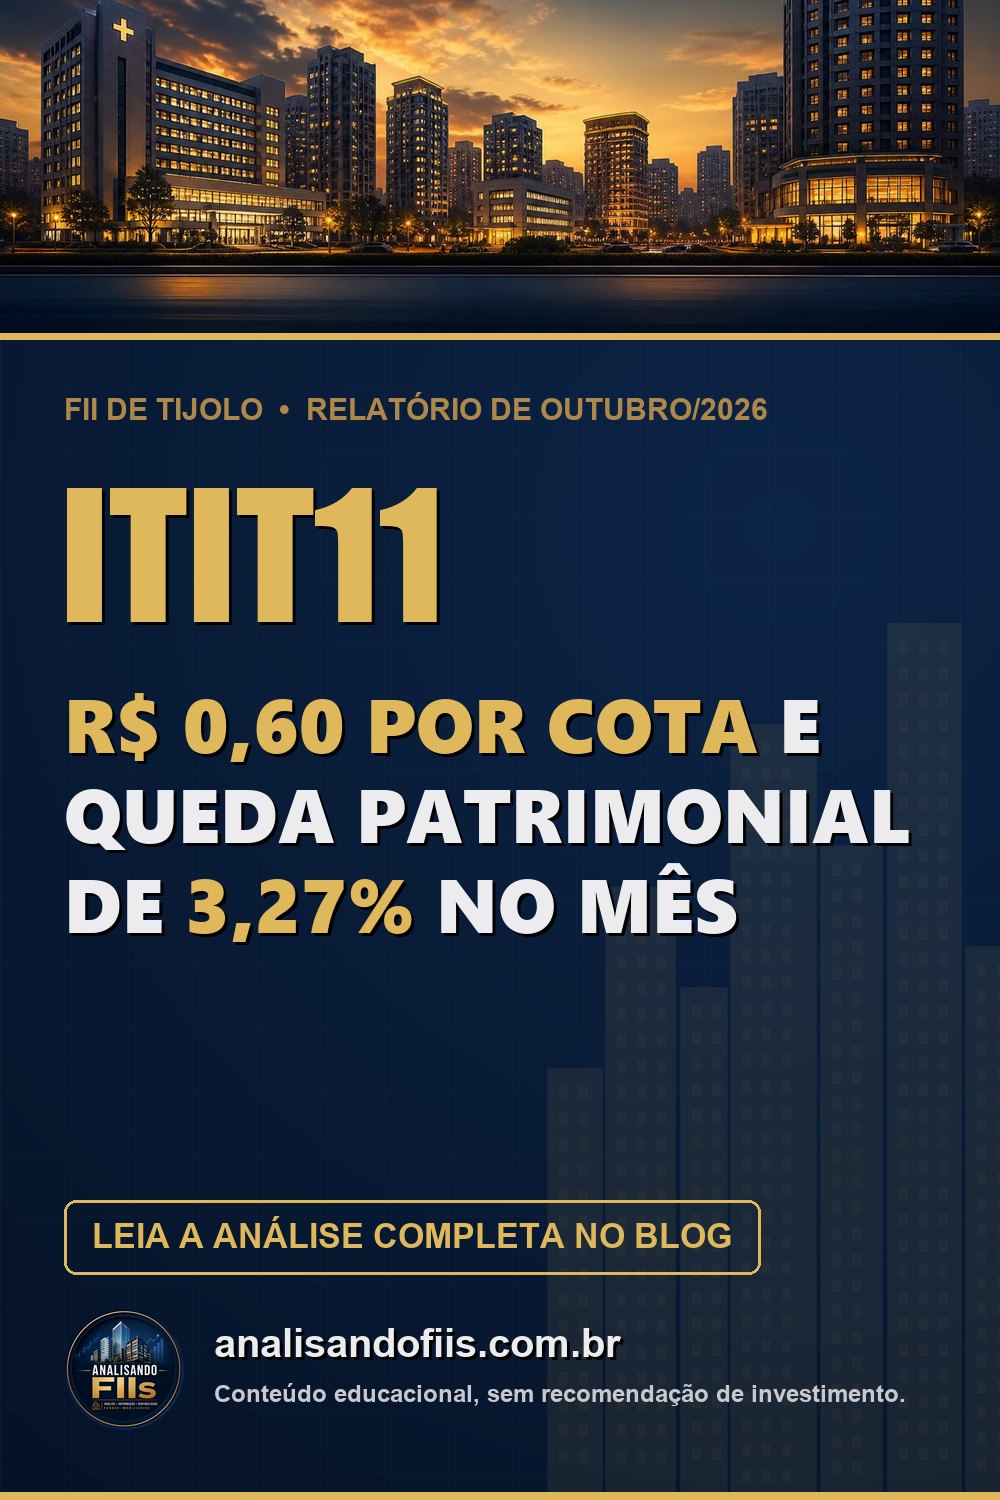 FII DE TIJOLO • RELATÓRIO DE OUTUBRO/2026
ITIT11
R$ 0,60 POR COTA E
QUEDA PATRIMONIAL
DE 3,27% NO MÊS
LEIA A ANÁLISE COMPLETA NO BLOG
ANALISANDO
FIIs
analisandofiis.com.br
Conteúdo educacional, sem recomendação de investimento.